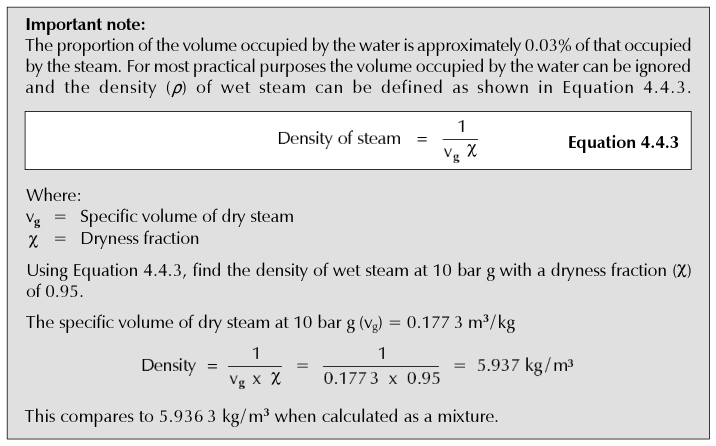 Important note:
The proportion of the volume occupied by the water is approximately 0.03% of that occupied
by the steam. For most practical purposes the volume occupied by the water can be ignored
and the density (ρ) of wet steam can be defined as shown in Equation 4.4.3.
Density of steam = 1 / (vg χ) Equation 4.4.3
Where:
vg = Specific volume of dry steam
χ = Dryness fraction
Using Equation 4.4.3, find the density of wet steam at 10 bar g with a dryness fraction (χ)
of 0.95.
The specific volume of dry steam at 10 bar g (vg) = 0.177 3 m³/kg
Density = 1 / (vg x χ) = 1 / (0.177 3 x 0.95) = 5.937 kg/m³
This compares to 5.936 3 kg/m³ when calculated as a mixture.